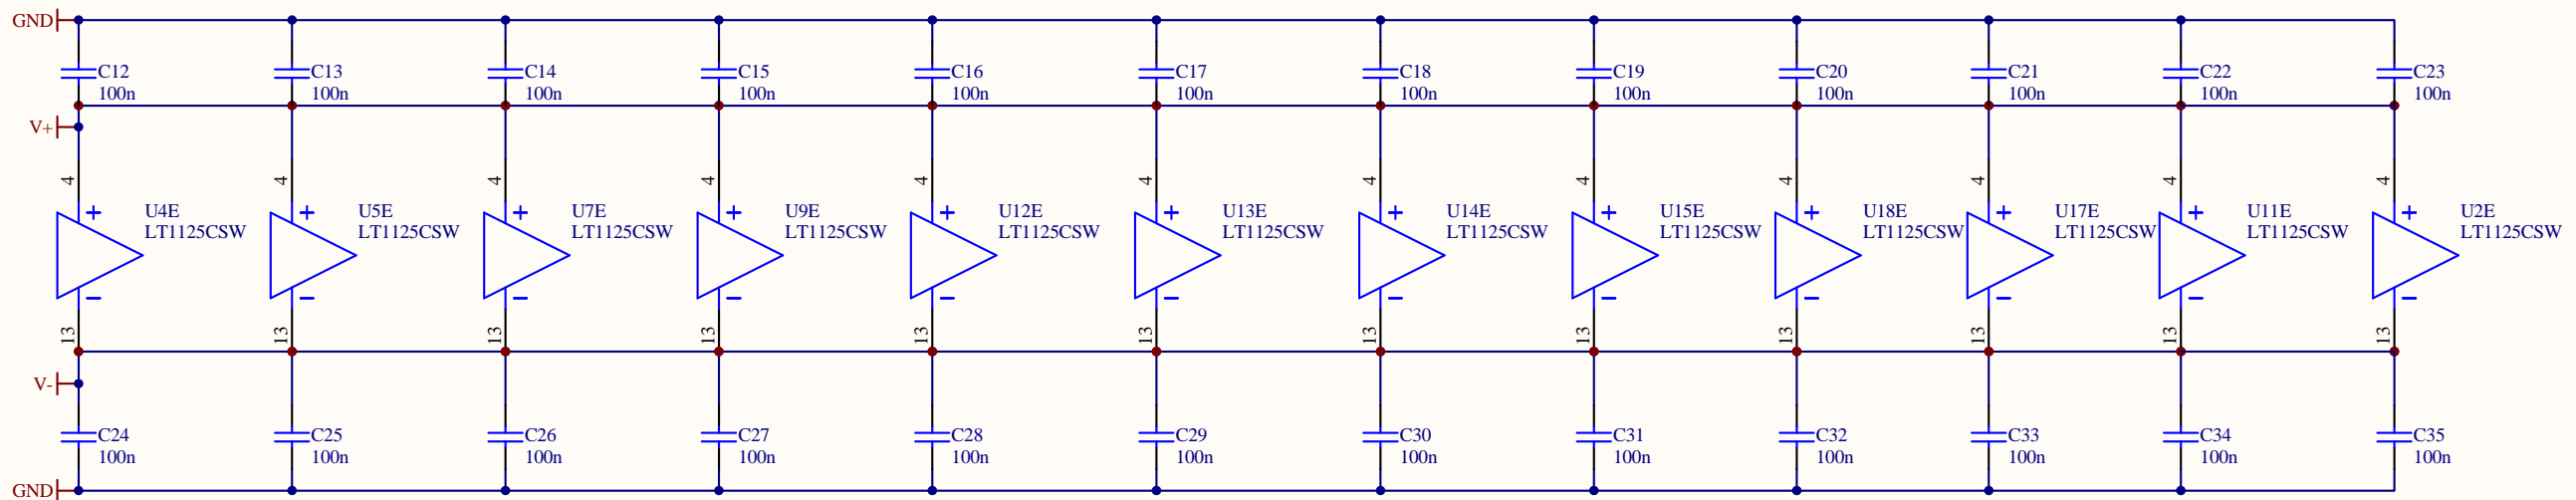 GND
C12 C13 C14 C15 C16 C17 C18 C19 C20 C21 C22 C23
100n 100n 100n 100n 100n 100n 100n 100n 100n 100n 100n 100n
V+
4 4 4 4 4 4 4 4 4 4 4 4
+ + + + + + + + + + + +
U4E U5E U7E U9E U12E U13E U14E U15E U18E U17E U11E U2E
LT1125CSW LT1125CSW LT1125CSW LT1125CSW LT1125CSW LT1125CSW LT1125CSW LT1125CSW LT1125CSW LT1125CSW LT1125CSW LT1125CSW
− − − − − − − − − − − −
13 13 13 13 13 13 13 13 13 13 13 13
V-
C24 C25 C26 C27 C28 C29 C30 C31 C32 C33 C34 C35
100n 100n 100n 100n 100n 100n 100n 100n 100n 100n 100n 100n
GND